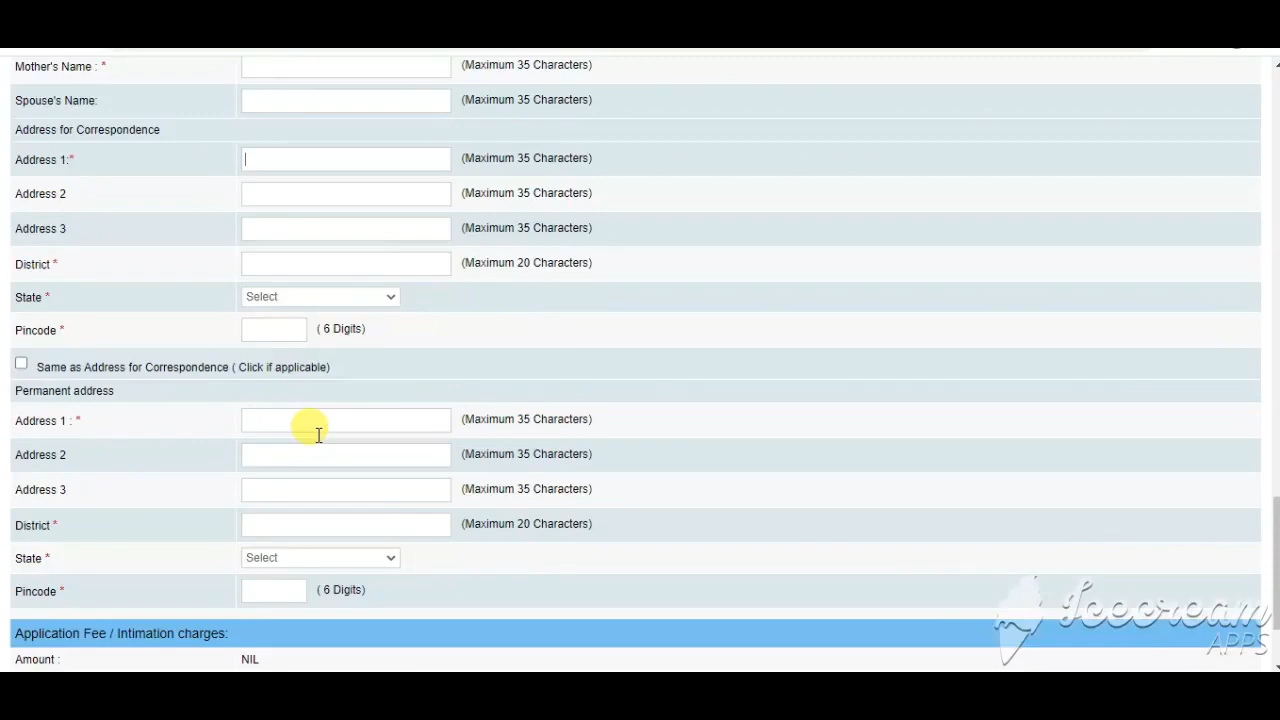 Mother's Name : * (Maximum 35 Characters)
Spouse's Name: (Maximum 35 Characters)
Address for Correspondence
Address 1:* (Maximum 35 Characters)
Address 2 (Maximum 35 Characters)
Address 3 (Maximum 35 Characters)
District * (Maximum 20 Characters)
State * Select
Pincode * ( 6 Digits)
Same as Address for Correspondence ( Click if applicable)
Permanent address
Address 1 : * (Maximum 35 Characters)
Address 2 (Maximum 35 Characters)
Address 3 (Maximum 35 Characters)
District * (Maximum 20 Characters)
State * Select
Pincode * ( 6 Digits)
Icecream
APPS
Application Fee / Intimation charges:
Amount : NIL